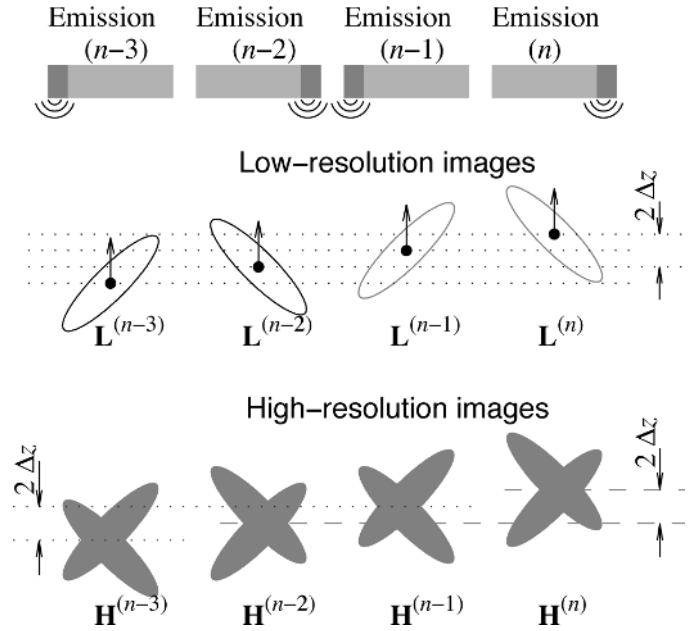 Emission Emission Emission Emission
(n−3) (n−2) (n−1) (n)
Low−resolution images
2 Δz
L(n−3) L(n−2) L(n−1) L(n)
High−resolution images
2 Δz 2 Δz
H(n−3) H(n−2) H(n−1) H(n)